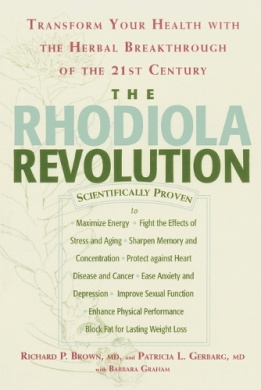 TRANSFORM YOUR HEALTH WITH
THE HERBAL BREAKTHROUGH
OF THE 21ST CENTURY
THE
RHODIOLA
REVOLUTION
SCIENTIFICALLY PROVEN
to
• Maximize Energy • Fight the Effects of
Stress and Aging • Sharpen Memory and
Concentration • Protect against Heart
Disease and Cancer • Ease Anxiety and
Depression • Improve Sexual Function
• Enhance Physical Performance
Block Fat for Lasting Weight Loss
RICHARD P. BROWN, MD, AND PATRICIA L. GERBARG, MD
WITH BARBARA GRAHAM